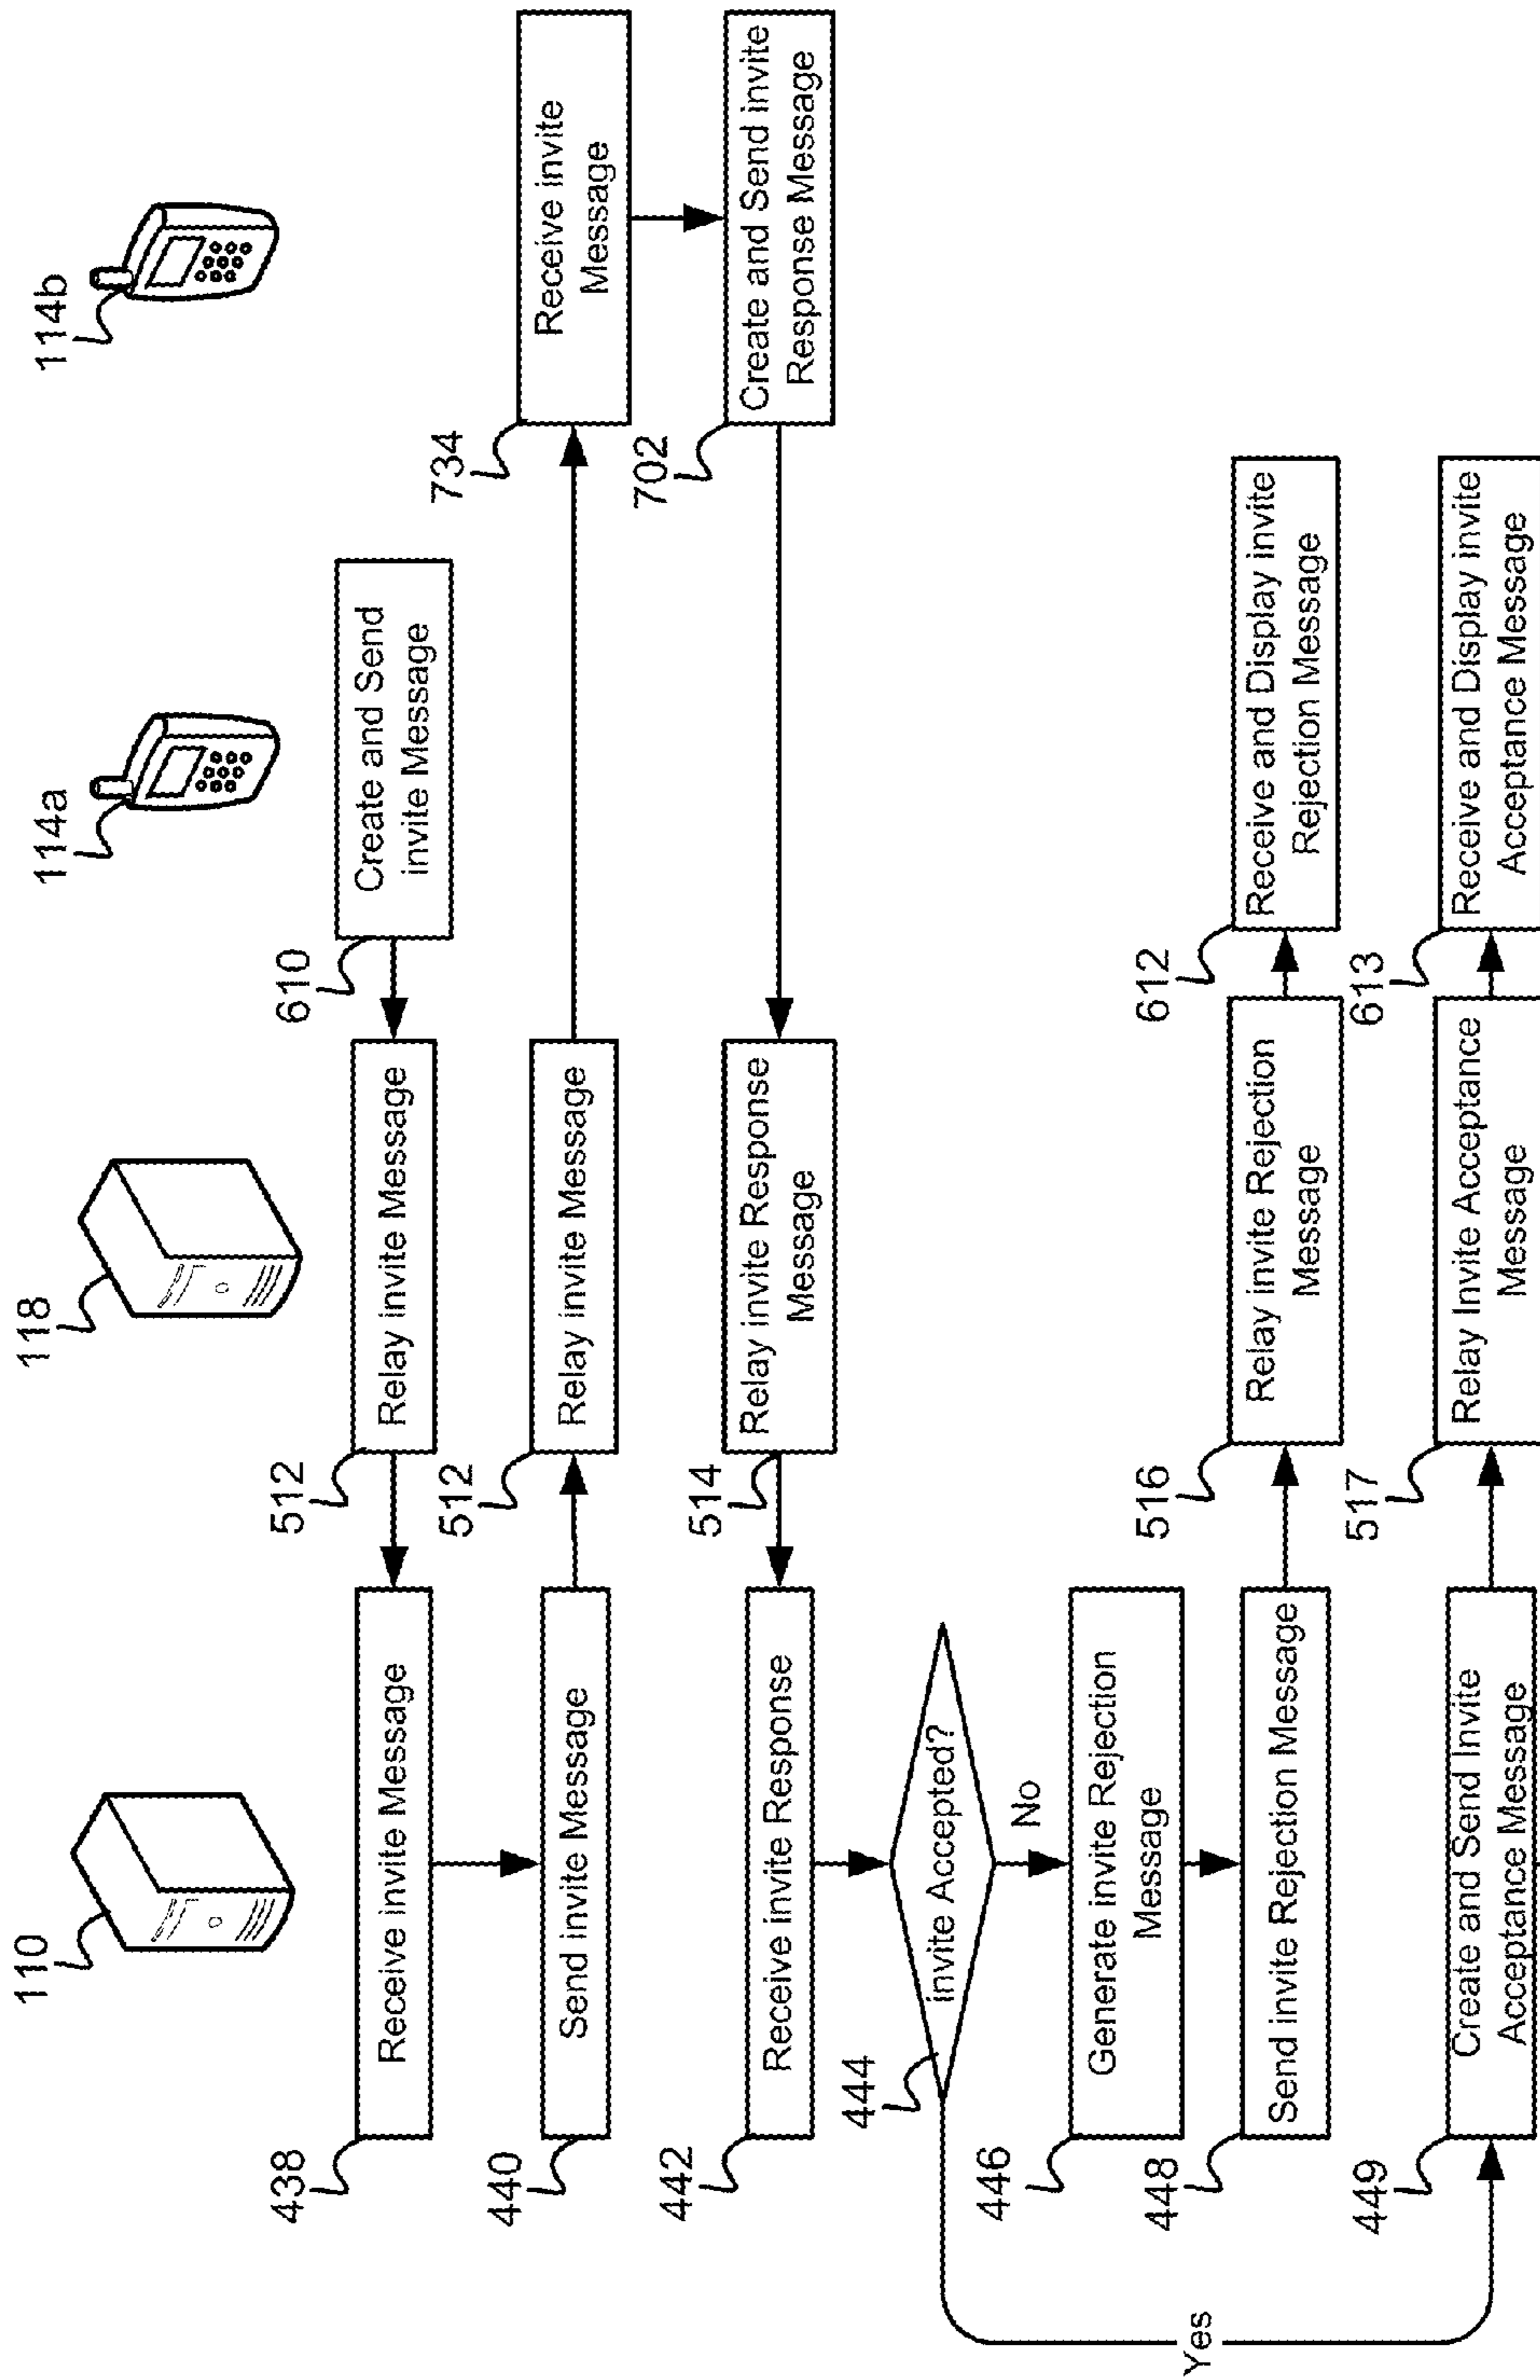 110
118
114a
114b
610
Create and Send
invite Message
512
Relay invite Message
438
Receive invite Message
440
Send invite Message
512
Relay invite Message
734
Receive invite
Message
702
Create and Send invite
Response Message
514
Relay invite Response
Message
442
Receive invite Response
444
invite Accepted?
No
Yes
446
Generate invite Rejection
Message
448
Send invite Rejection Message
516
Relay invite Rejection
Message
612
Receive and Display invite
Rejection Message
449
Create and Send Invite
Acceptance Message
517
Relay Invite Acceptance
Message
613
Receive and Display invite
Acceptance Message